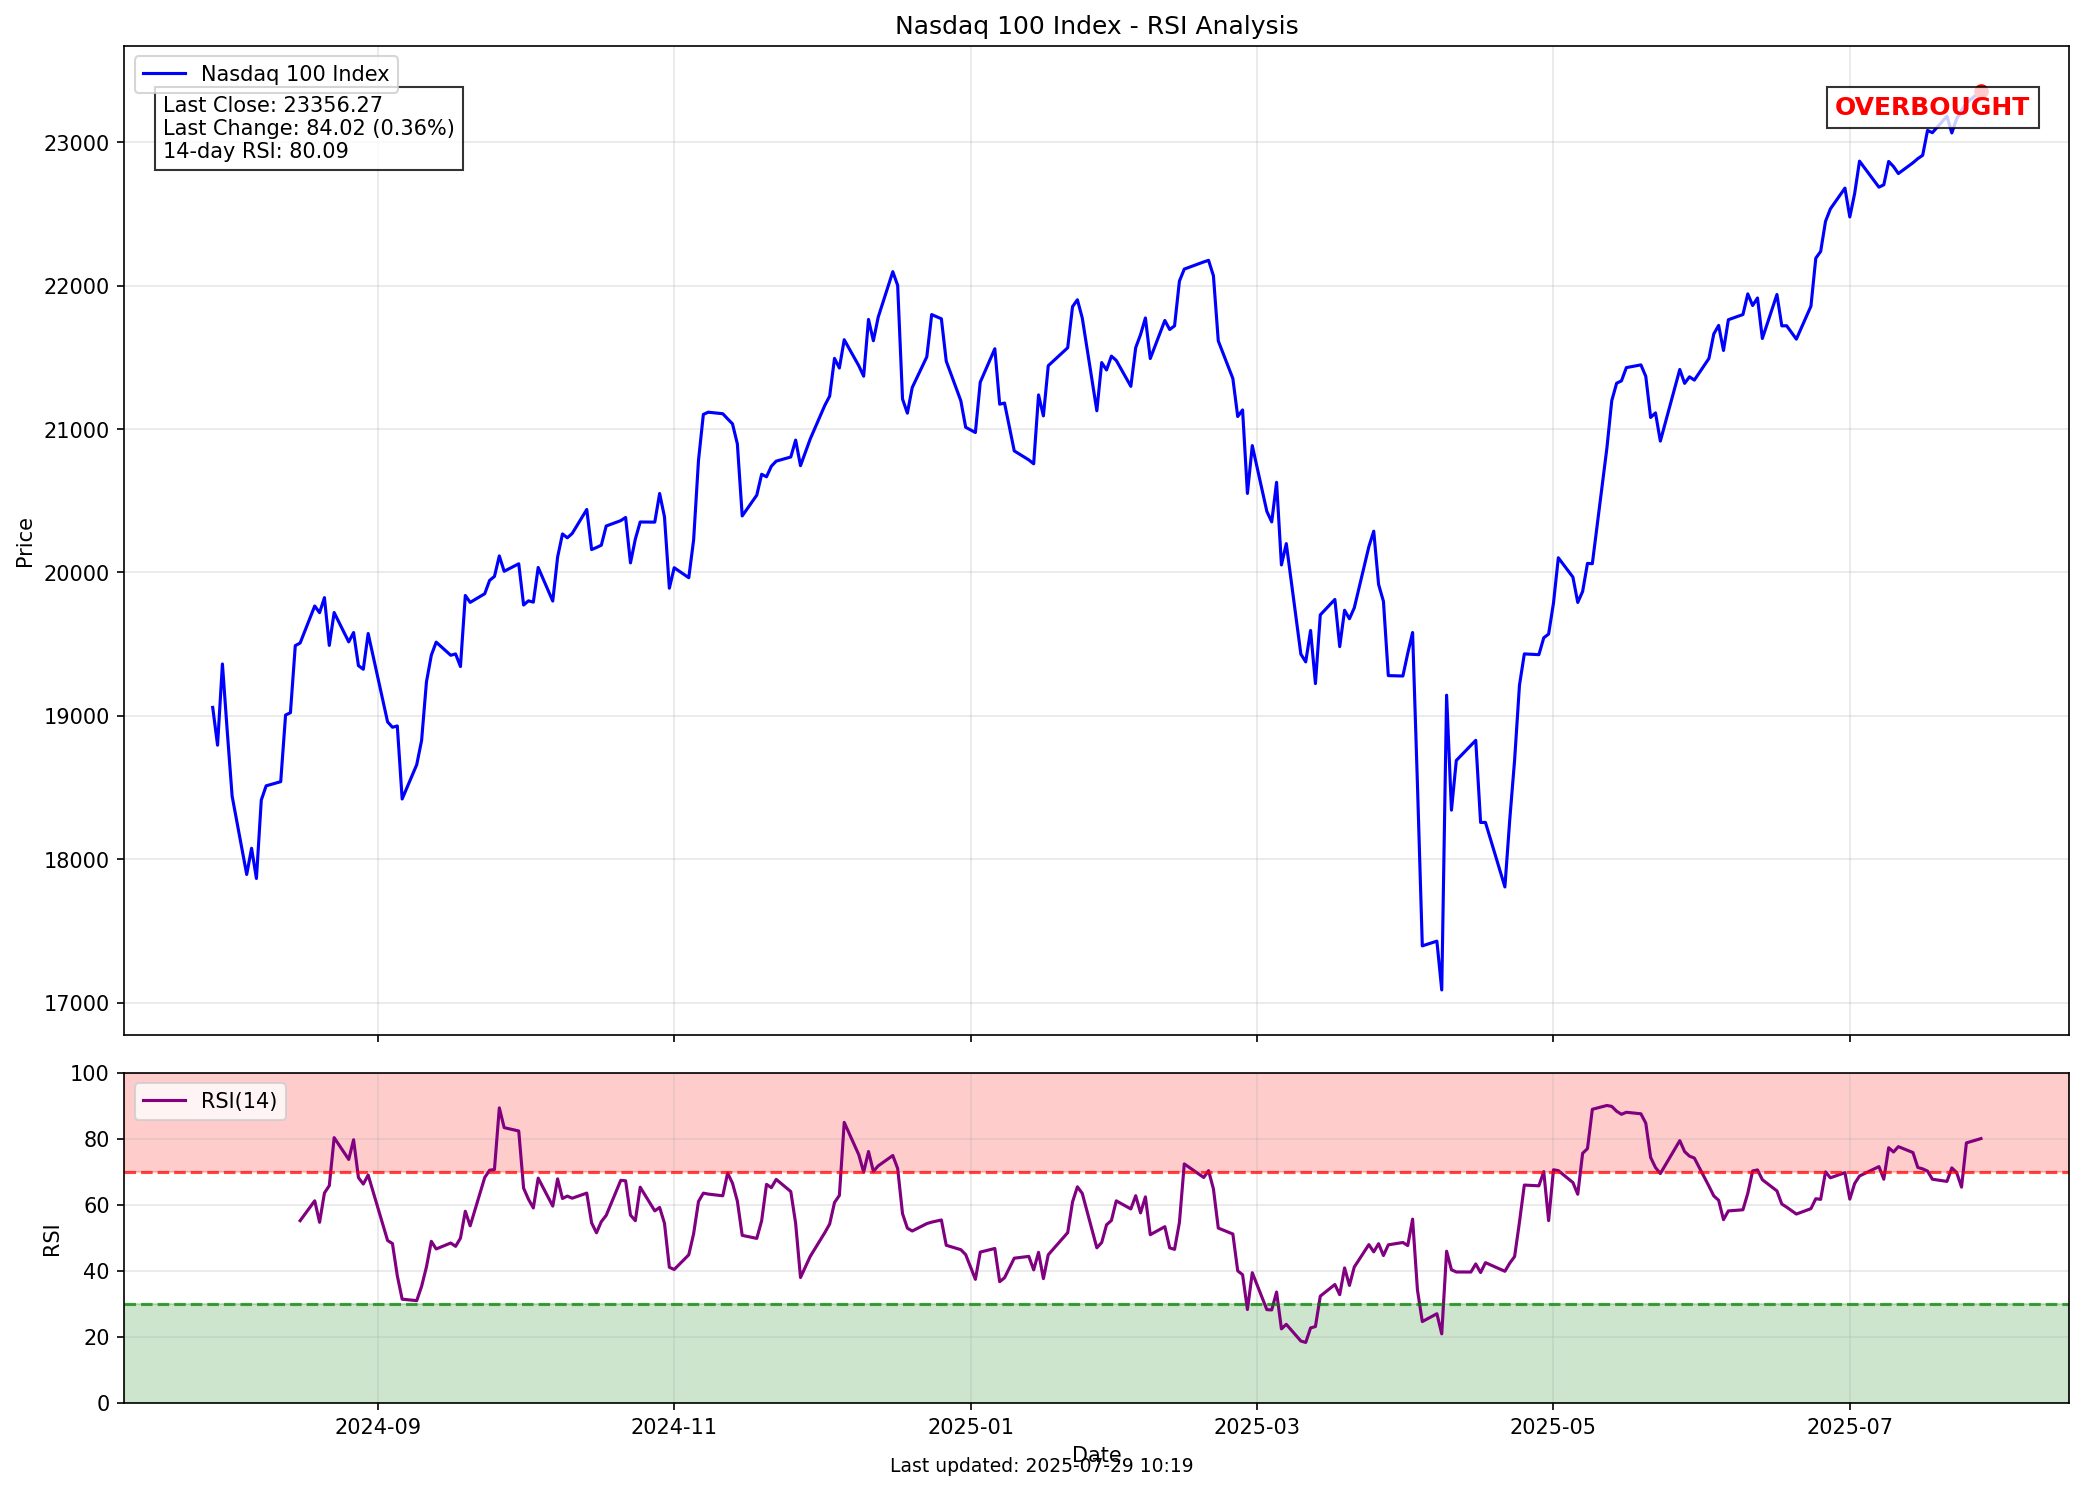 Nasdaq 100 Index - RSI Analysis
Nasdaq 100 Index
Last Close: 23356.27
Last Change: 84.02 (0.36%)
14-day RSI: 80.09
OVERBOUGHT
Price
23000
22000
21000
20000
19000
18000
17000
RSI(14)
RSI
100
80
60
40
20
0
2024-09
2024-11
2025-01
2025-03
2025-05
2025-07
Date
Last updated: 2025-07-29 10:19